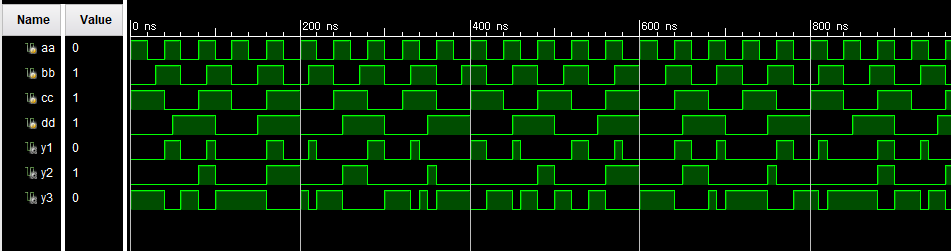 Name Value
0 ns 200 ns 400 ns 600 ns 800 ns
aa 0
bb 1
cc 1
dd 1
y1 0
y2 1
y3 0